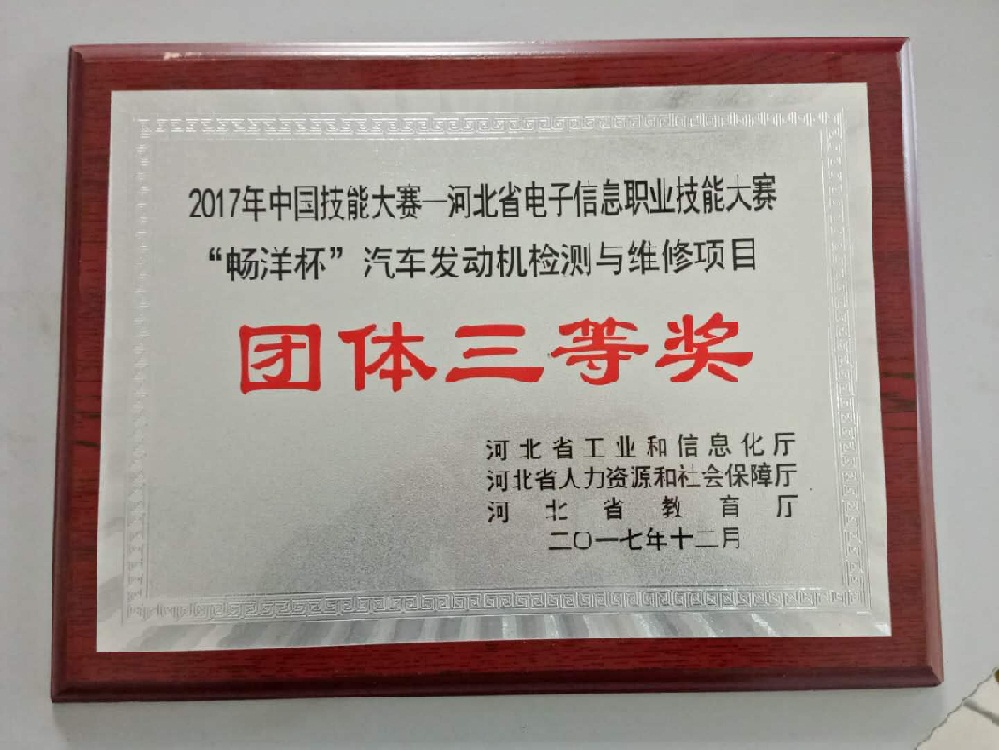 2017年中国技能大赛—河北省电子信息职业技能大赛
“畅洋杯”汽车发动机检测与维修项目
团体三等奖
河北省工业和信息化厅
河北省人力资源和社会保障厅
河北省教育厅
二〇一七年十二月